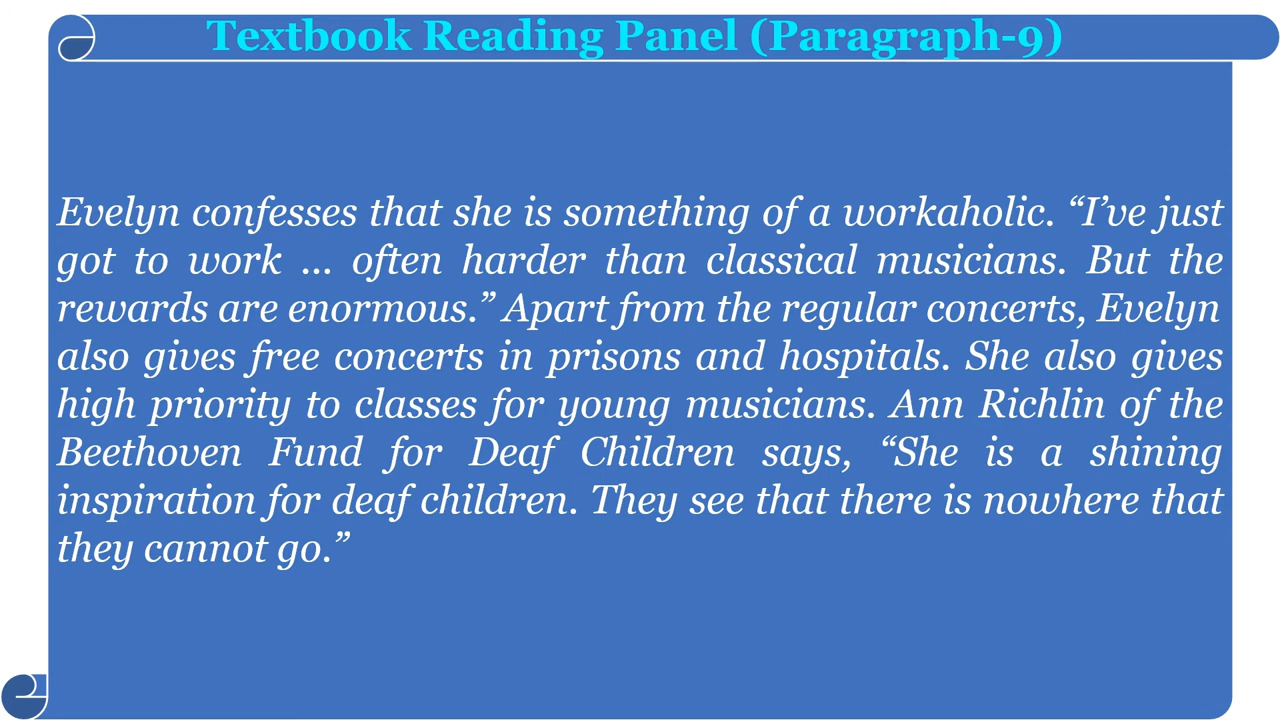 Textbook Reading Panel (Paragraph-9)
Evelyn confesses that she is something of a workaholic. “I’ve just
got to work ... often harder than classical musicians. But the
rewards are enormous.” Apart from the regular concerts, Evelyn
also gives free concerts in prisons and hospitals. She also gives
high priority to classes for young musicians. Ann Richlin of the
Beethoven Fund for Deaf Children says, “She is a shining
inspiration for deaf children. They see that there is nowhere that
they cannot go.”